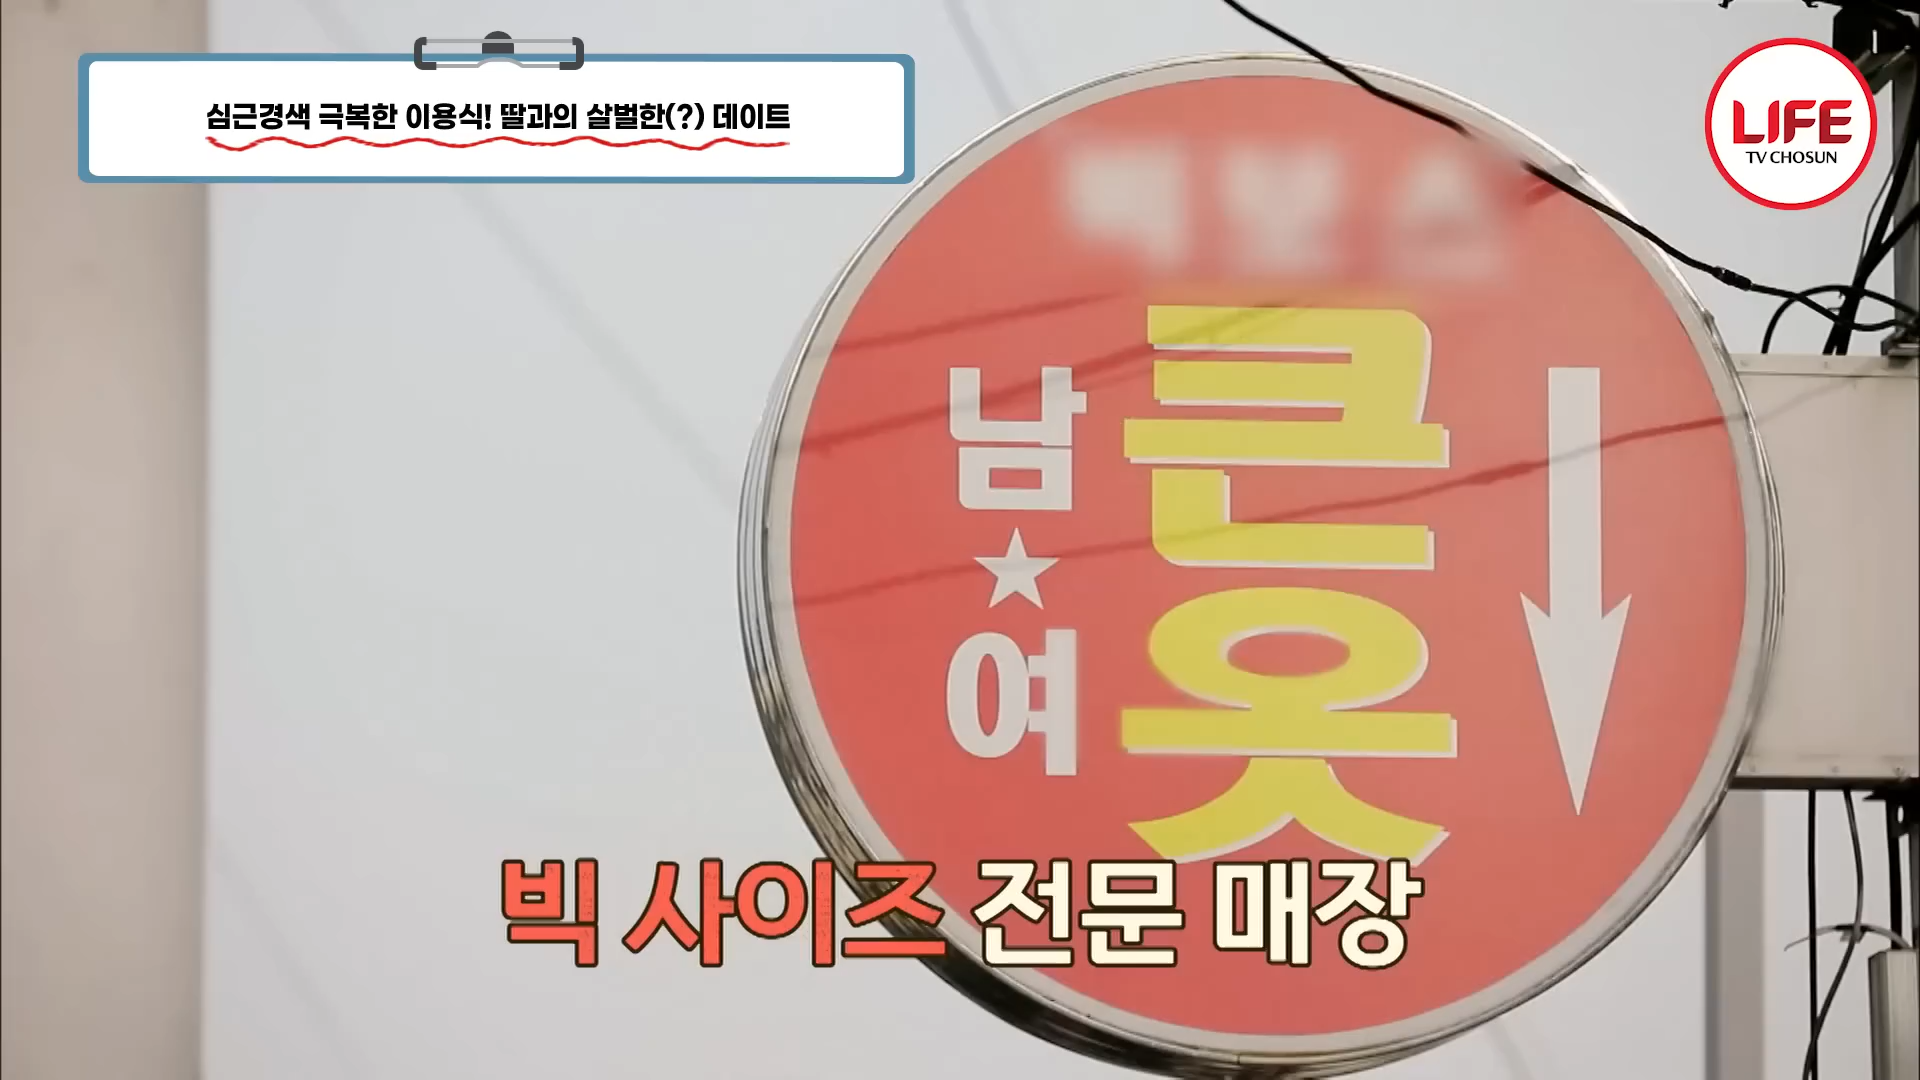 심근경색 극복한 이용식! 딸과의 살벌한(?) 데이트
LIFE
TV CHOSUN
남★여
큰옷
빅 사이즈 전문 매장